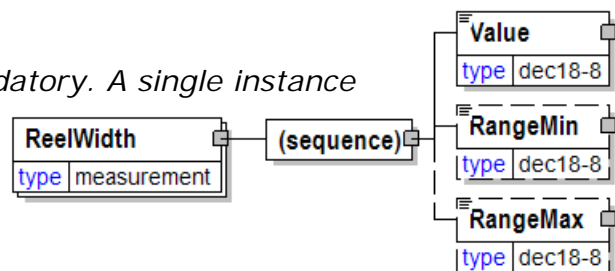 Value
type dec18-8
datory. A single instance
RangeMin
type dec18-8
ReelWidth
type measurement
(sequence)
RangeMax
type dec18-8